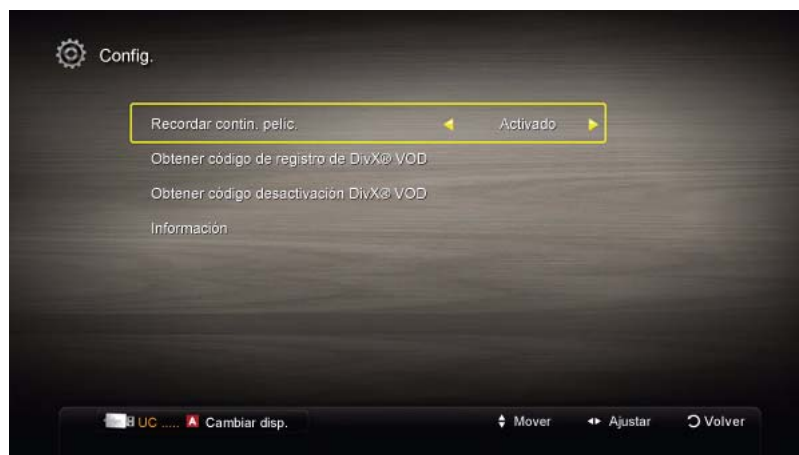 Config.
Recordar contin. pelic. Activado
Obtener código de registro de DivX® VOD
Obtener código desactivación DivX® VOD
Información
UC ..... A Cambiar disp. Mover Ajustar Volver